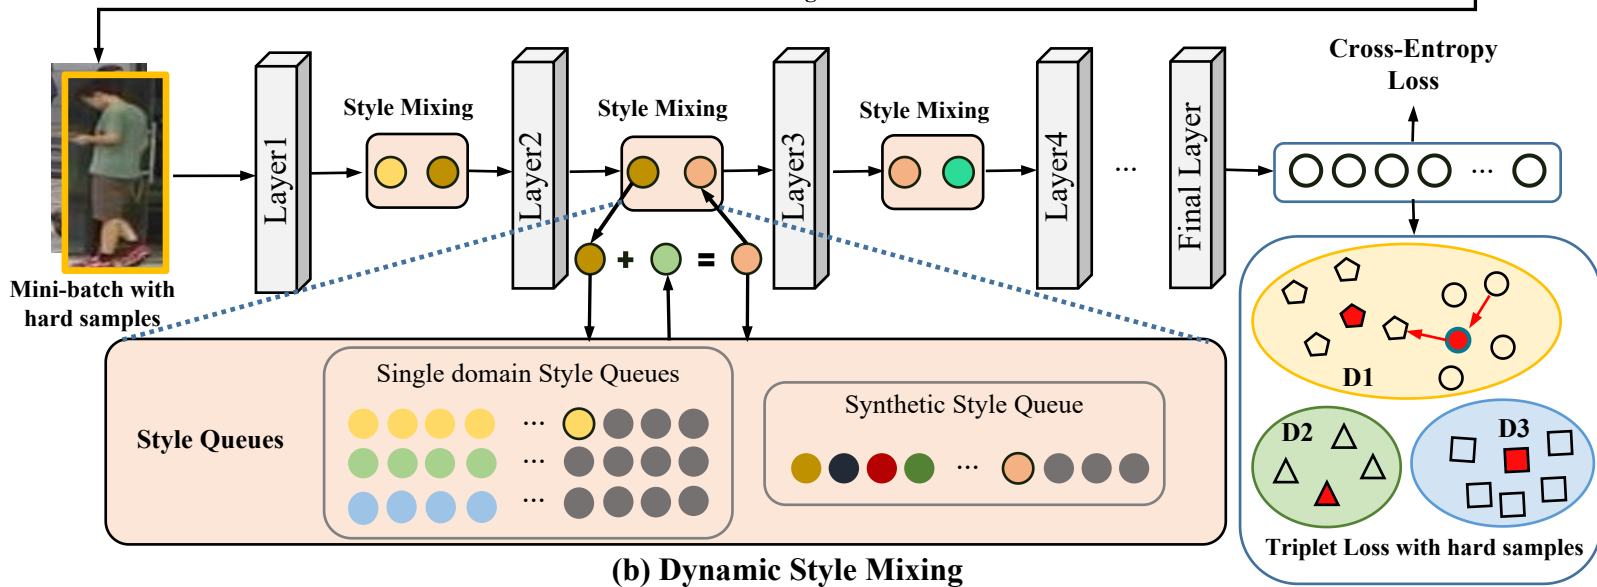 Cross-Entropy
Loss
Style Mixing
Style Mixing
Style Mixing
Layer1
Layer2
Layer3
Layer4
...
Final Layer
...
Mini-batch with
hard samples
+ =
D1
D2
D3
Triplet Loss with hard samples
Style Queues
Single domain Style Queues
...
...
...
Synthetic Style Queue
...
(b) Dynamic Style Mixing